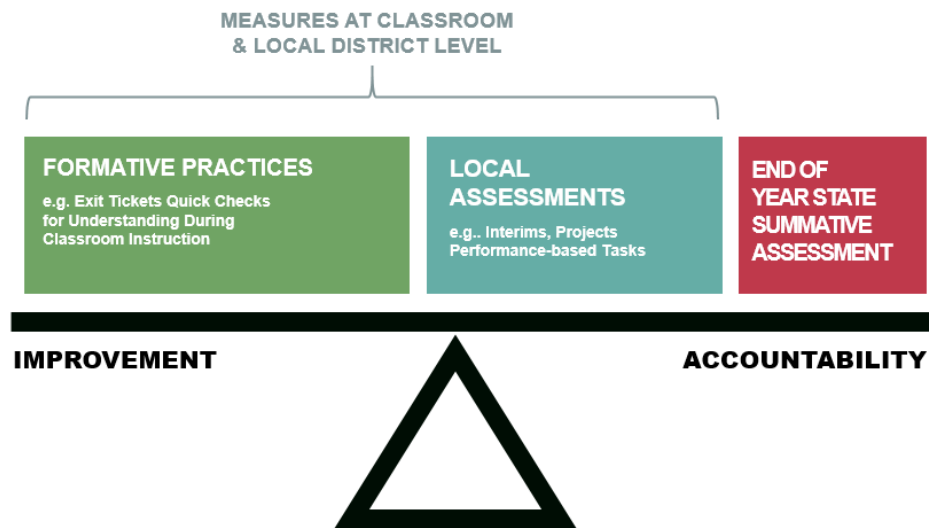 MEASURES AT CLASSROOM
& LOCAL DISTRICT LEVEL
FORMATIVE PRACTICES
e.g. Exit Tickets Quick Checks
for Understanding During
Classroom Instruction
LOCAL
ASSESSMENTS
e.g.. Interims, Projects
Performance-based Tasks
END OF
YEAR STATE
SUMMATIVE
ASSESSMENT
IMPROVEMENT
ACCOUNTABILITY